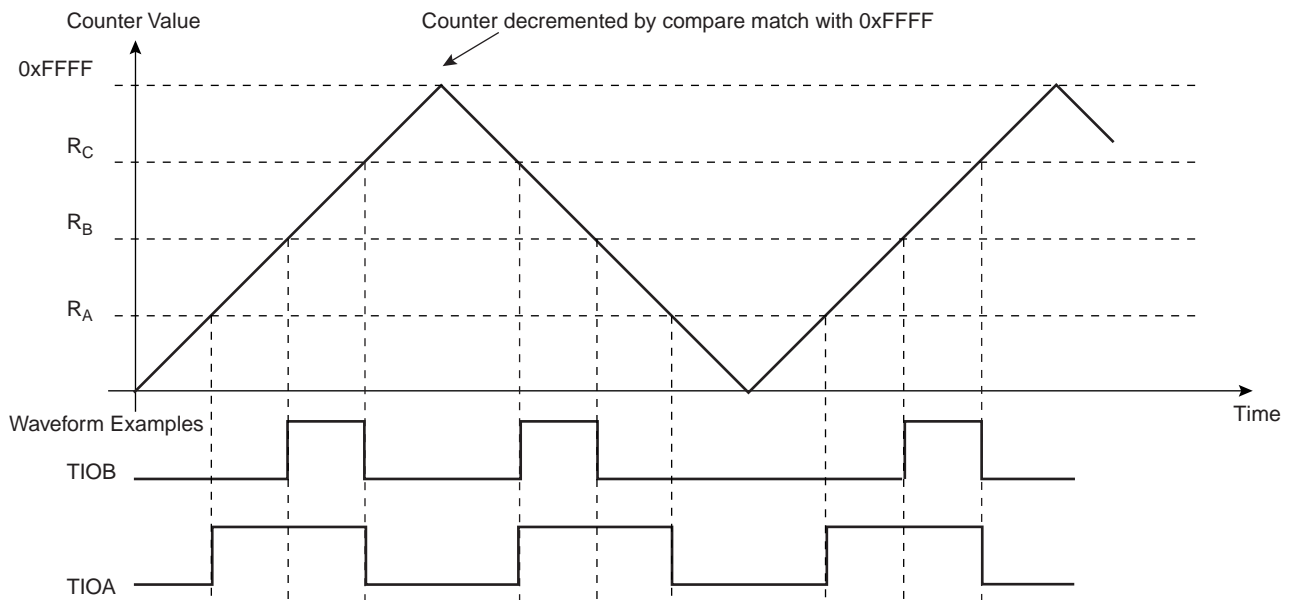 Counter Value
Counter decremented by compare match with 0xFFFF
0xFFFF
RC
RB
RA
Time
Waveform Examples
TIOB
TIOA